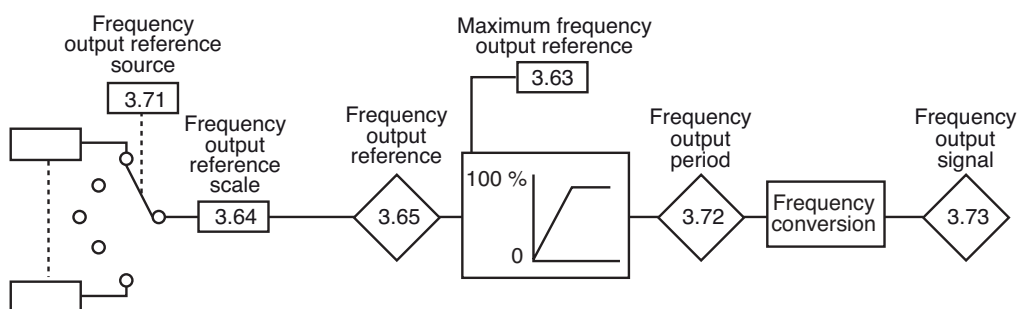 Frequency
output reference
source
3.71
Frequency
output
reference
scale
3.64
Frequency
output
reference
3.65
Maximum frequency
output reference
3.63
100 %
0
Frequency
output
period
3.72
Frequency
conversion
Frequency
output
signal
3.73